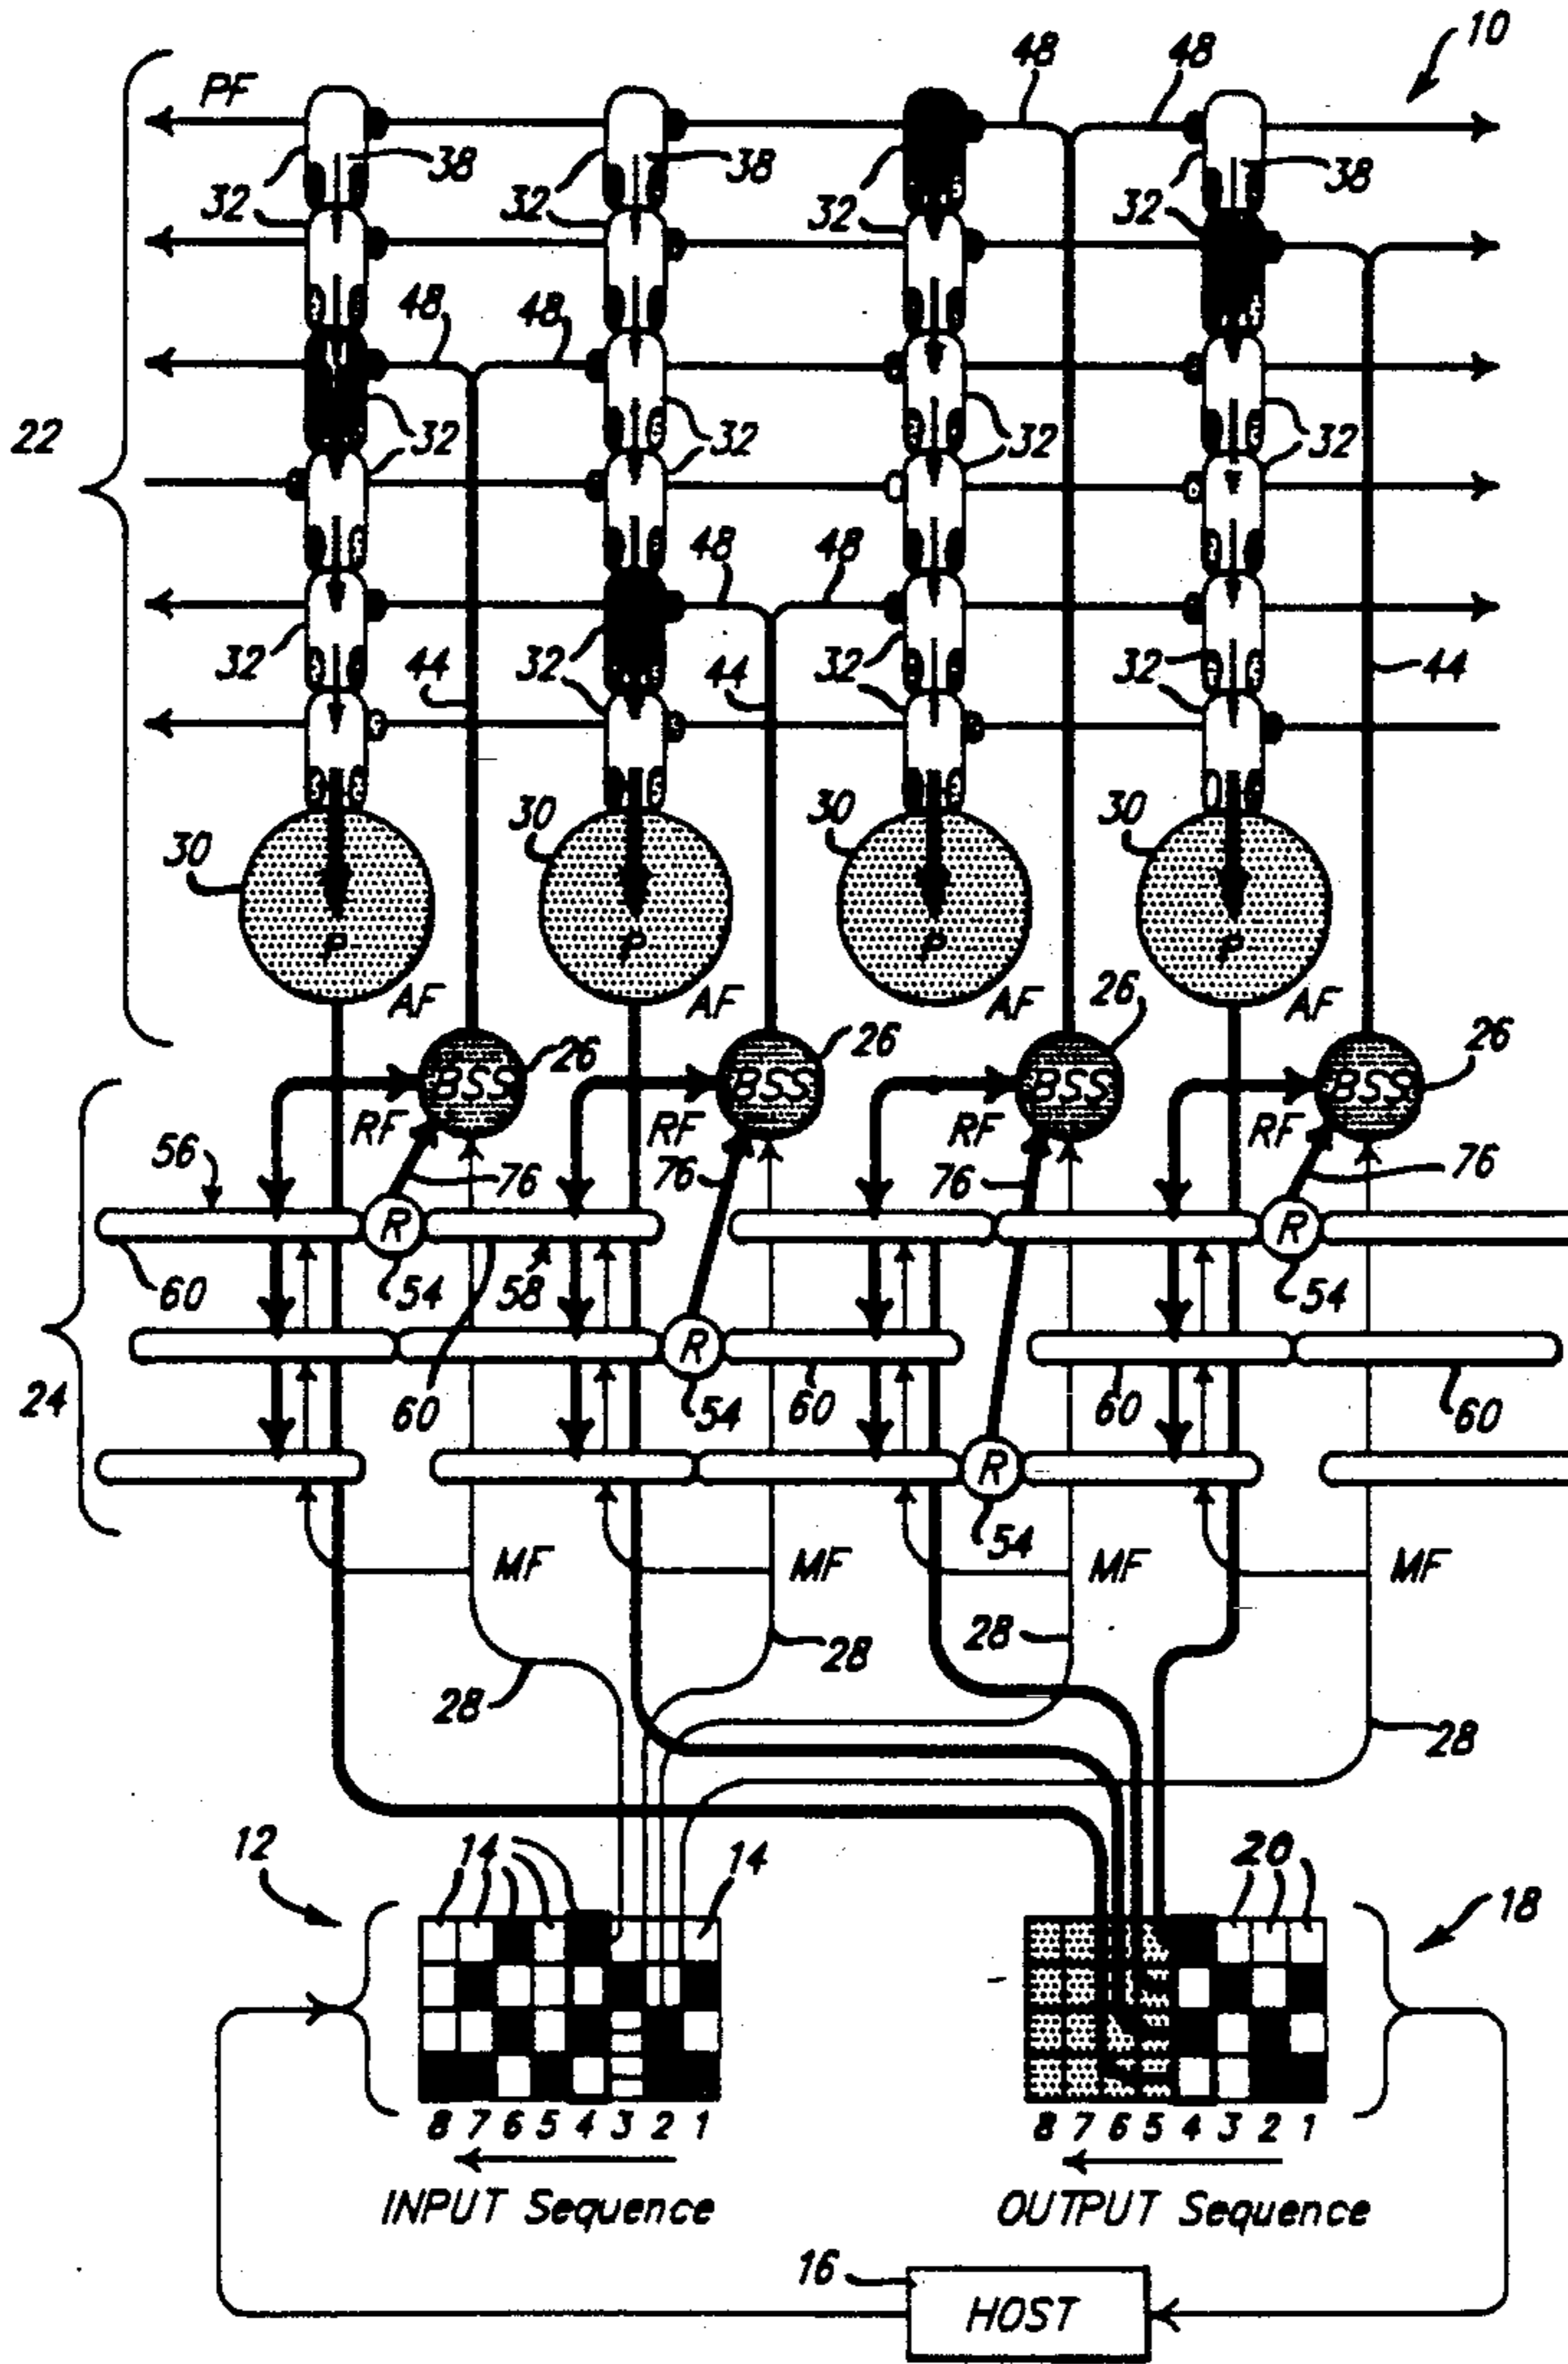 48 48 10
PF
38 38 32 38
32 32 32 32
32 32
48 48
22 32 32 32 32
48 48
32 44 32 44 32 32 44
30 30 30 30
P P P P
AF AF AF AF
26 26 26 26
BSS BSS BSS BSS
RF RF RF RF
56 76 76 76 76
R R
60 54 58 54
R
24 60 54 60 60 60
R
54
MF MF MF MF
28 28 28 28
12 14 14 20 18
8 7 6 5 4 3 2 1
8 7 6 5 4 3 2 1
INPUT Sequence
OUTPUT Sequence
16
HOST